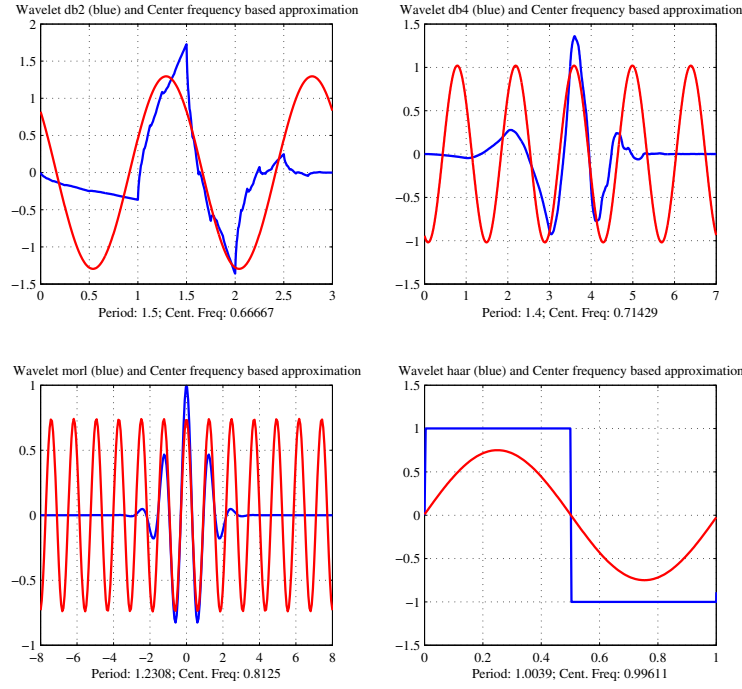 Wavelet db2 (blue) and Center frequency based approximation
2
1.5
1
0.5
0
−0.5
−1
−1.5
0 0.5 1 1.5 2 2.5 3
Period: 1.5; Cent. Freq: 0.66667
Wavelet db4 (blue) and Center frequency based approximation
1.5
1
0.5
0
−0.5
−1
−1.5
0 1 2 3 4 5 6 7
Period: 1.4; Cent. Freq: 0.71429
Wavelet morl (blue) and Center frequency based approximation
1
0.5
0
−0.5
−1
−8 −6 −4 −2 0 2 4 6 8
Period: 1.2308; Cent. Freq: 0.8125
Wavelet haar (blue) and Center frequency based approximation
1.5
1
0.5
0
−0.5
−1
−1.5
0 0.2 0.4 0.6 0.8 1
Period: 1.0039; Cent. Freq: 0.99611